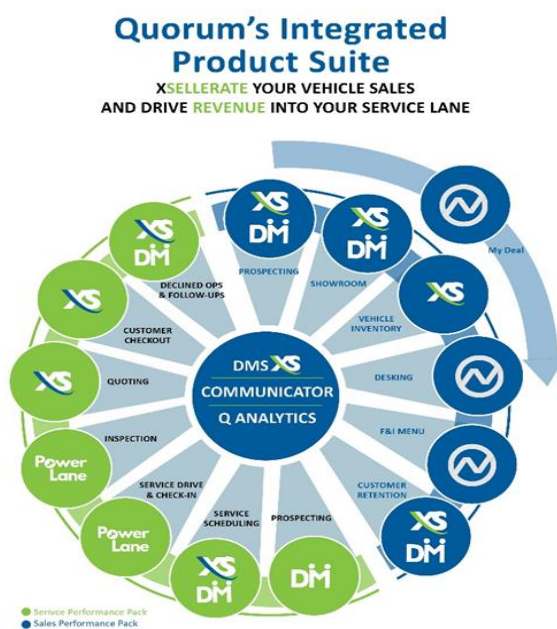 Quorum's Integrated
Product Suite
XSELLERATE YOUR VEHICLE SALES
AND DRIVE REVENUE INTO YOUR SERVICE LANE
XS
DM
PROSPECTING
XS
DM
SHOWROOM
My Deal
XS
VEHICLE
INVENTORY
DESKING
F&I MENU
XS
DM
CUSTOMER
RETENTION
DM
PROSPECTING
XS
DM
SERVICE
SCHEDULING
Power
Lane
SERVICE DRIVE
& CHECK-IN
Power
Lane
INSPECTION
XS
QUOTING
XS
CUSTOMER
CHECKOUT
XS
DM
DECLINED OPS
& FOLLOW-UPS
DMS XS
COMMUNICATOR
Q ANALYTICS
Serivce Performance Pack
Sales Performance Pack